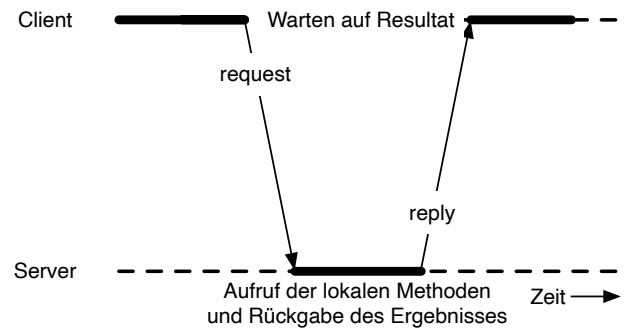 Client
Warten auf Resultat
request
reply
Server
Aufruf der lokalen Methoden
und Rückgabe des Ergebnisses
Zeit